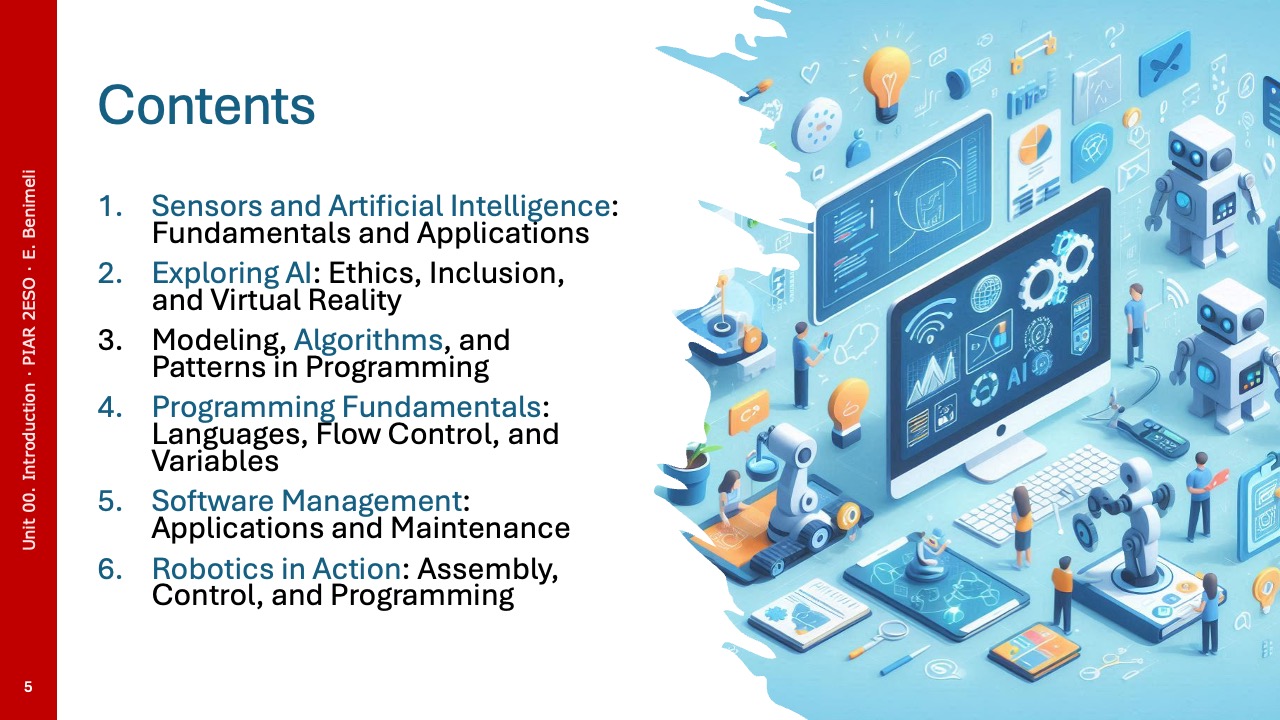 Contents
1. Sensors and Artificial Intelligence:
Fundamentals and Applications
2. Exploring AI: Ethics, Inclusion,
and Virtual Reality
3. Modeling, Algorithms, and
Patterns in Programming
4. Programming Fundamentals:
Languages, Flow Control, and
Variables
5. Software Management:
Applications and Maintenance
6. Robotics in Action: Assembly,
Control, and Programming
Unit 00. Introduction · PIAR 2ESO · E. Benimeli
5
AI